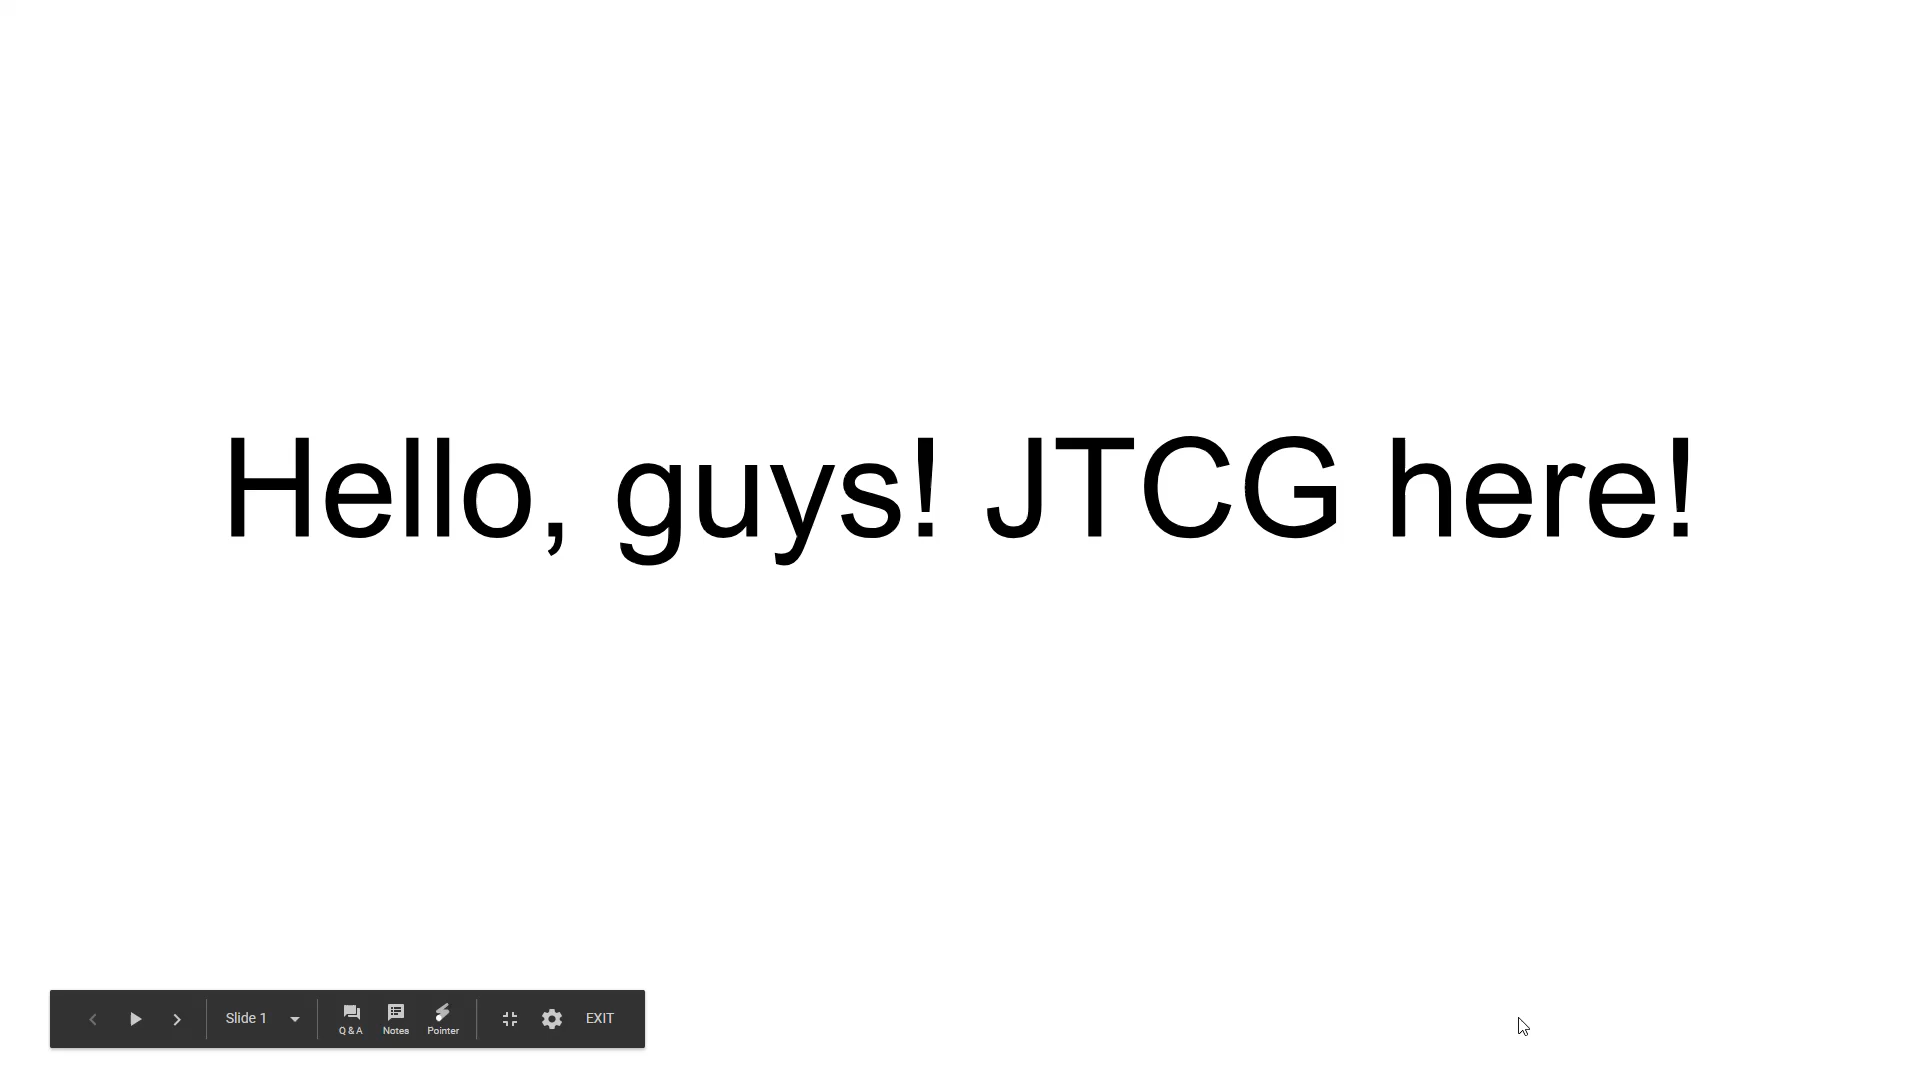 Hello, guys! JTCG here!
Slide 1
Q & A
Notes
Pointer
EXIT